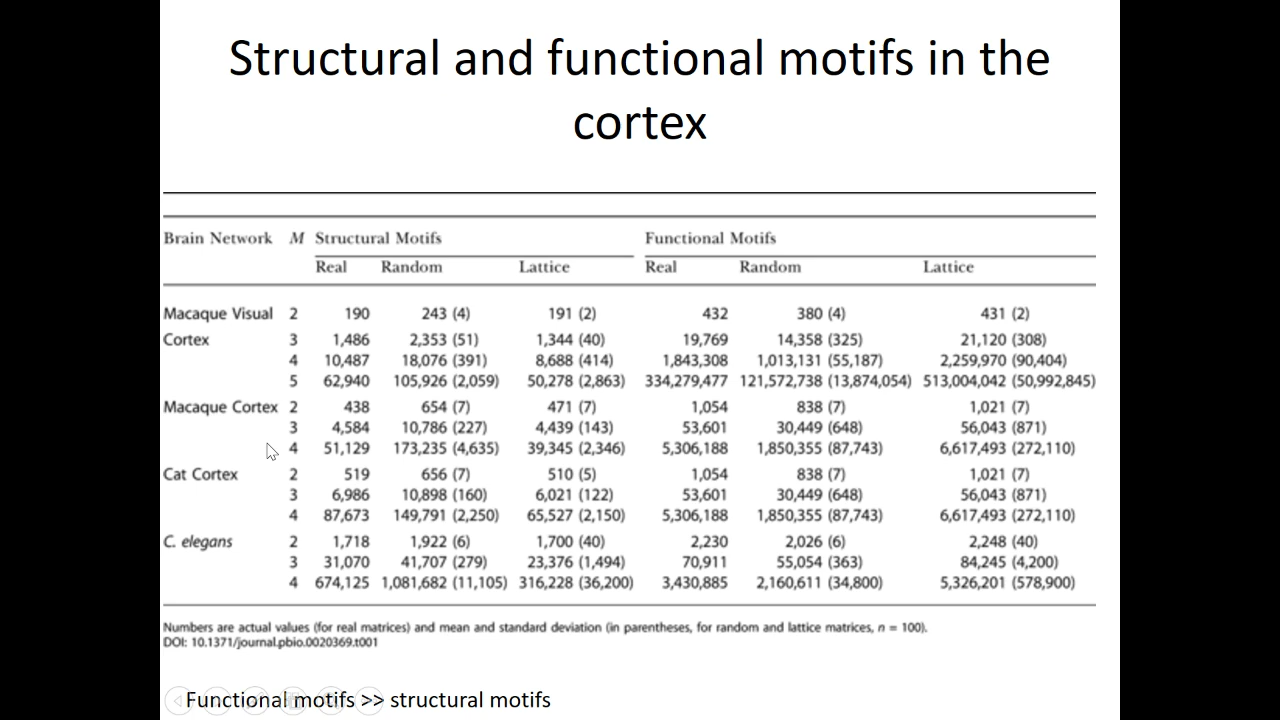 Structural and functional motifs in the
cortex
Brain Network M Structural Motifs Functional Motifs
Real Random Lattice Real Random Lattice
Macaque Visual 2 190 243 (4) 191 (2) 432 380 (4) 431 (2)
Cortex 3 1,486 2,353 (51) 1,344 (40) 19,769 14,358 (325) 21,120 (308)
4 10,487 18,076 (391) 8,688 (414) 1,843,308 1,013,131 (55,187) 2,259,970 (90,404)
5 62,940 105,926 (2,059) 50,278 (2,863) 334,279,477 121,572,738 (13,874,054) 513,004,042 (50,992,845)
Macaque Cortex 2 438 654 (7) 471 (7) 1,054 838 (7) 1,021 (7)
3 4,584 10,786 (227) 4,439 (143) 53,601 30,449 (648) 56,043 (871)
4 51,129 173,235 (4,635) 39,345 (2,346) 5,306,188 1,850,355 (87,743) 6,617,493 (272,110)
Cat Cortex 2 519 656 (7) 510 (5) 1,054 838 (7) 1,021 (7)
3 6,986 10,898 (160) 6,021 (122) 53,601 30,449 (648) 56,043 (871)
4 87,673 149,791 (2,250) 65,527 (2,150) 5,306,188 1,850,355 (87,743) 6,617,493 (272,110)
C. elegans 2 1,718 1,922 (6) 1,700 (40) 2,230 2,026 (6) 2,248 (40)
3 31,070 41,707 (279) 23,376 (1,494) 70,911 55,054 (363) 84,245 (4,200)
4 674,125 1,081,682 (11,105) 316,228 (36,200) 3,430,885 2,160,611 (34,800) 5,326,201 (578,900)
Numbers are actual values (for real matrices) and mean and standard deviation (in parentheses, for random and lattice matrices, n = 100).
DOI: 10.1371/journal.pbio.0020369.t001
Functional motifs >> structural motifs